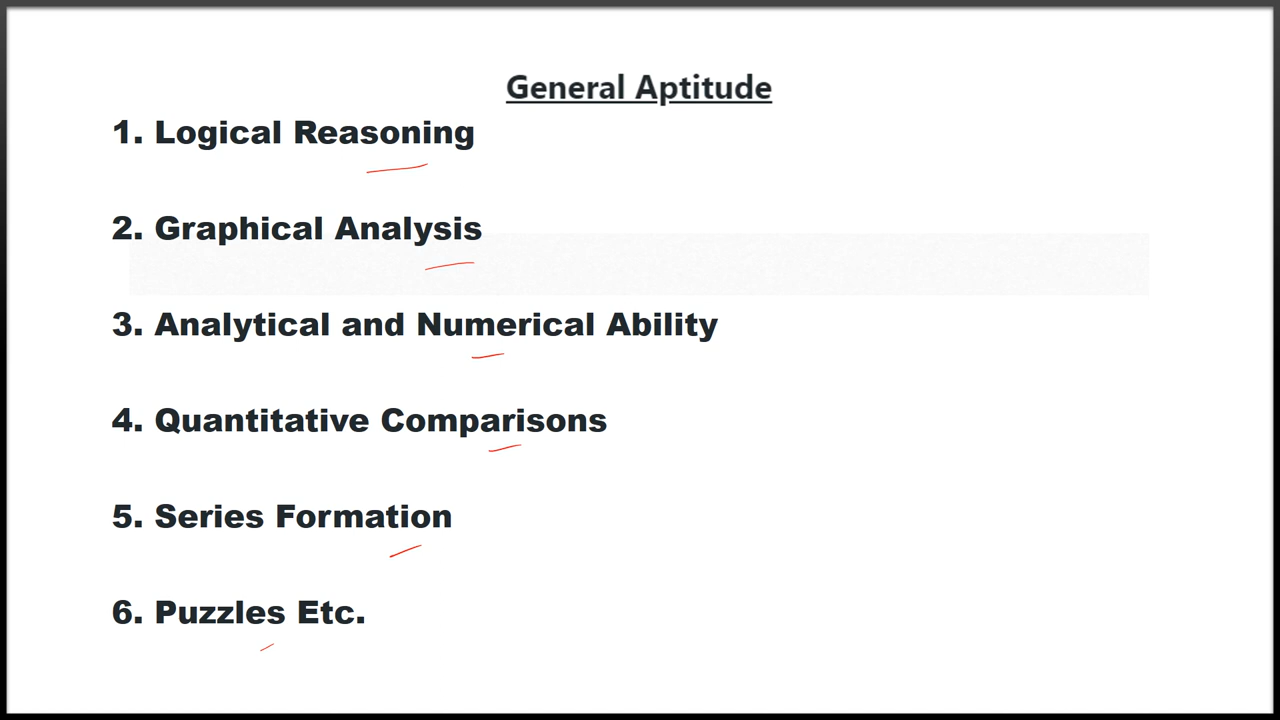 General Aptitude
1. Logical Reasoning
2. Graphical Analysis
3. Analytical and Numerical Ability
4. Quantitative Comparisons
5. Series Formation
6. Puzzles Etc.